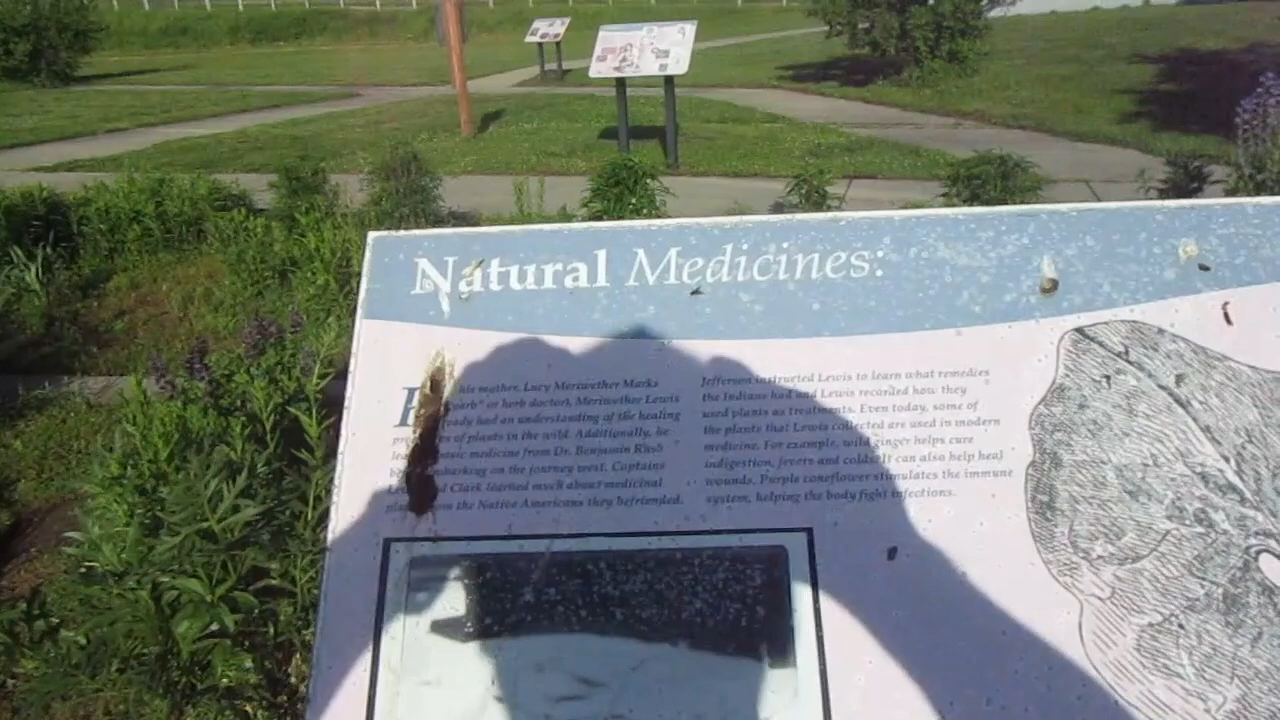 Natural Medicines:
his mother, Lucy Meriwether Marks
("yarb" or herb doctor), Meriwether Lewis
already had an understanding of the healing
properties of plants in the wild. Additionally, he
basic medicine from Dr. Benjamin Rush
embarking on the journey west. Captains
Lewis and Clark learned much about medicinal
plants from the Native Americans they befriended.
Jefferson instructed Lewis to learn what remedies
the Indians had and Lewis recorded how they
used plants as treatments. Even today, some of
the plants that Lewis collected are used in modern
medicine. For example, wild ginger helps cure
indigestion, fevers and colds. It can also help heal
wounds. Purple coneflower stimulates the immune
system, helping the body fight infections.